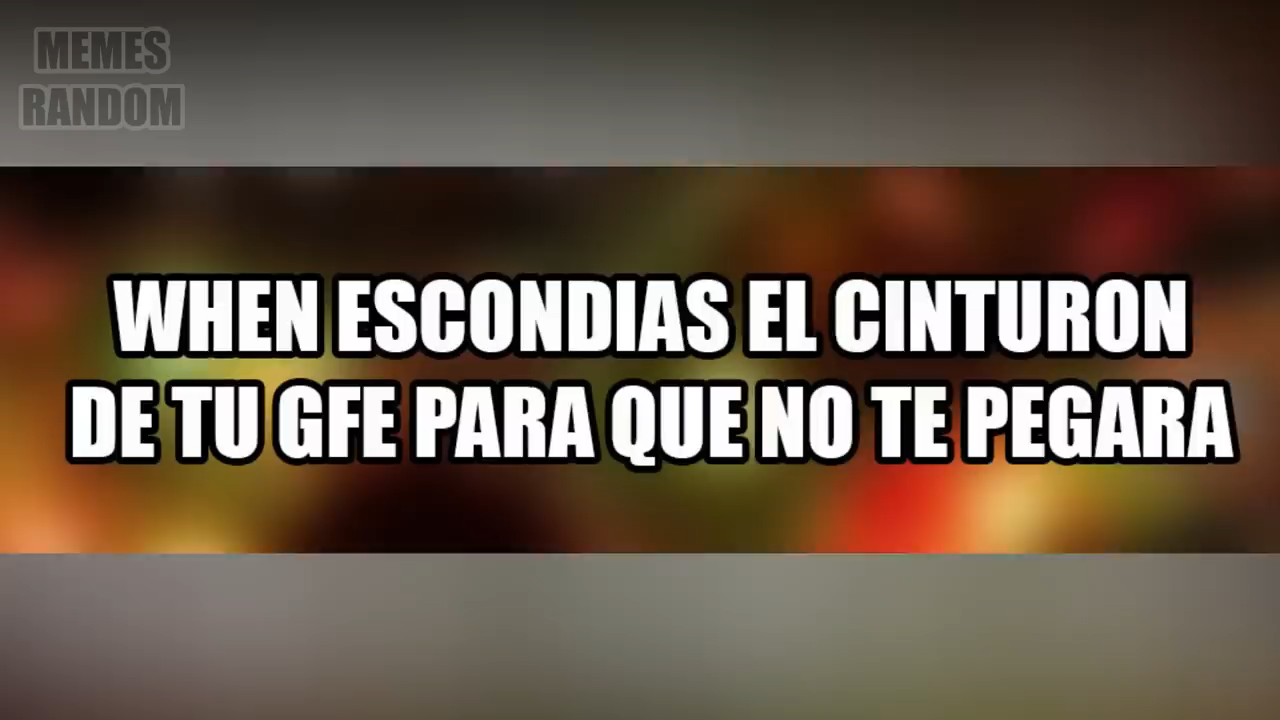 MEMES
RANDOM
WHEN ESCONDIAS EL CINTURON
DE TU GFE PARA QUE NO TE PEGARA